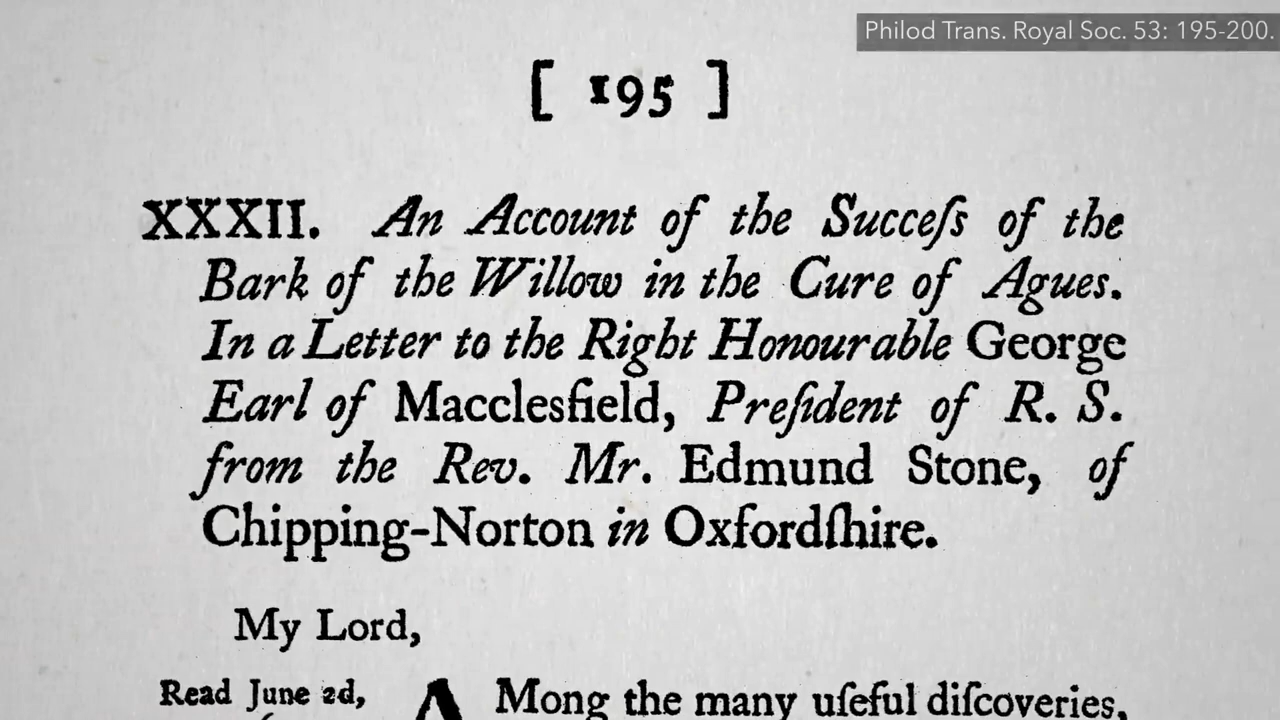 Philod Trans. Royal Soc. 53: 195-200.
[ 195 ]
XXXII. An Account of the Succeſs of the
Bark of the Willow in the Cure of Agues.
In a Letter to the Right Honourable George
Earl of Macclesfield, Preſident of R. S.
from the Rev. Mr. Edmund Stone, of
Chipping-Norton in Oxfordſhire.
My Lord,
Read June 2d,
AMong the many uſeful diſcoveries,